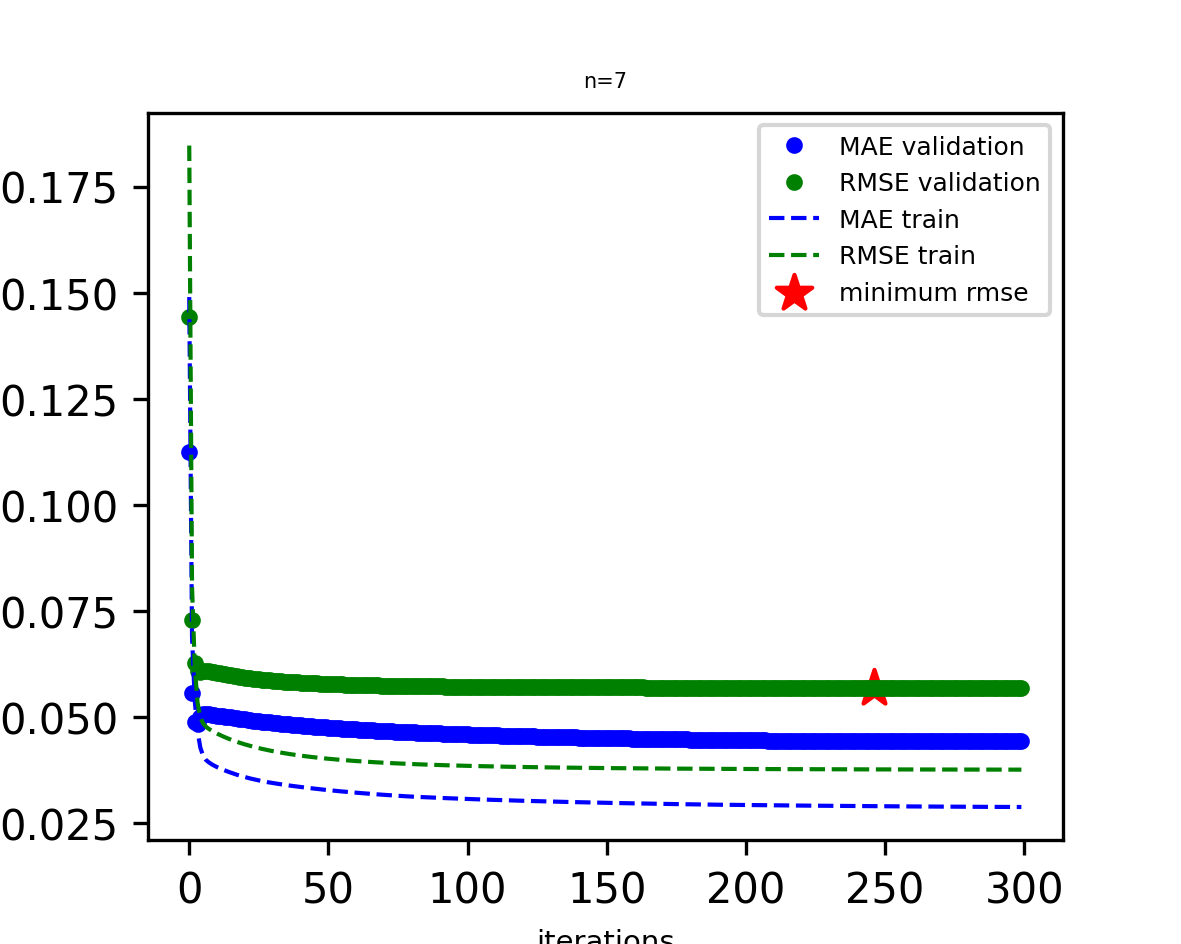 n=7
MAE validation
RMSE validation
MAE train
RMSE train
minimum rmse
0.175
0.150
0.125
0.100
0.075
0.050
0.025
0 50 100 150 200 250 300
iterations